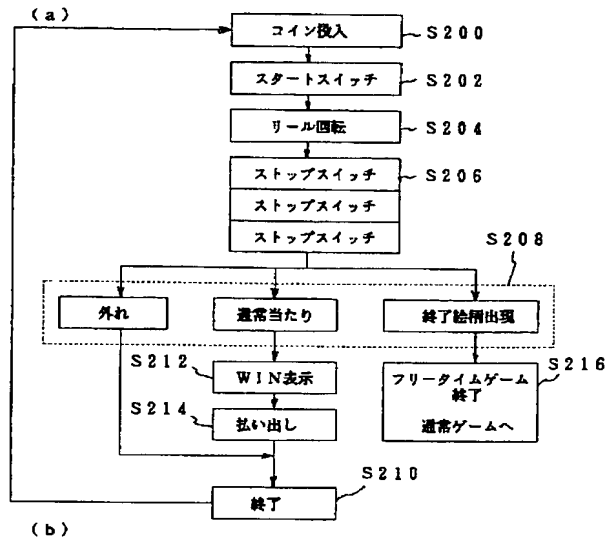 (a)
コイン投入
S200
スタートスイッチ
S202
リール回転
S204
ストップスイッチ
S206
ストップスイッチ
ストップスイッチ
S208
外れ
通常当たり
終了絵柄出現
S212
WIN表示
フリータイムゲーム
終了
通常ゲームへ
S216
S214
払い出し
S210
終了
(b)